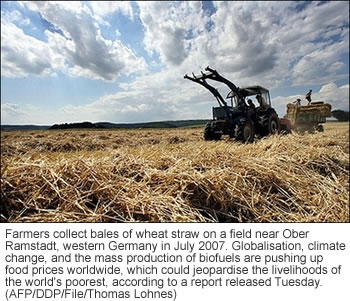 Farmers collect bales of wheat straw on a field near Ober
Ramstadt, western Germany in July 2007. Globalisation, climate
change, and the mass production of biofuels are pushing up
food prices worldwide, which could jeopardise the livelihoods of
the world's poorest, according to a report released Tuesday.
(AFP/DDP/File/Thomas Lohnes)